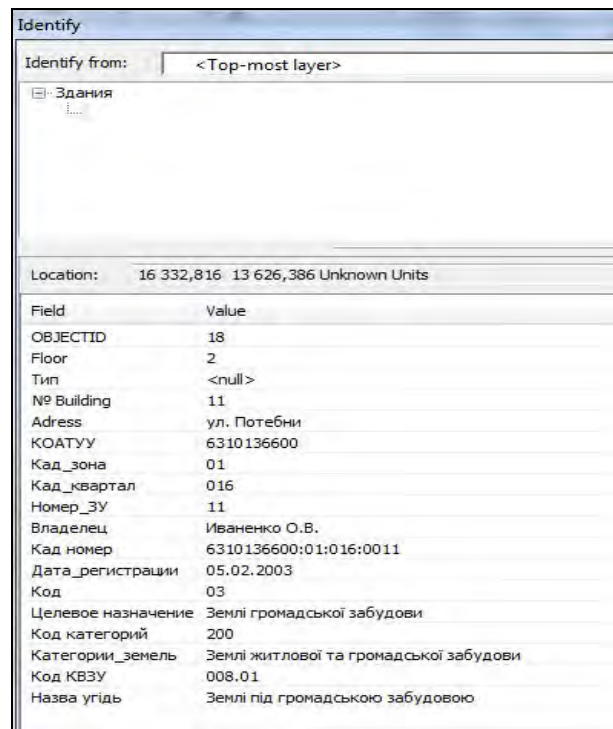 Identify
Identify from: <Top-most layer>
Здания
Location: 16 332,816 13 626,386 Unknown Units
Field Value
OBJECTID 18
Floor 2
Тип <null>
№ Building 11
Adress ул. Потебни
КОАТУУ 6310136600
Кад_зона 01
Кад_квартал 016
Номер_ЗУ 11
Владелец Иваненко О.В.
Кад номер 6310136600:01:016:0011
Дата_регистрации 05.02.2003
Код 03
Целевое назначение Землі громадської забудови
Код категорий 200
Категории_земель Землі житлової та громадської забудови
Код КВЗУ 008.01
Назва угідь Землі під громадською забудовою